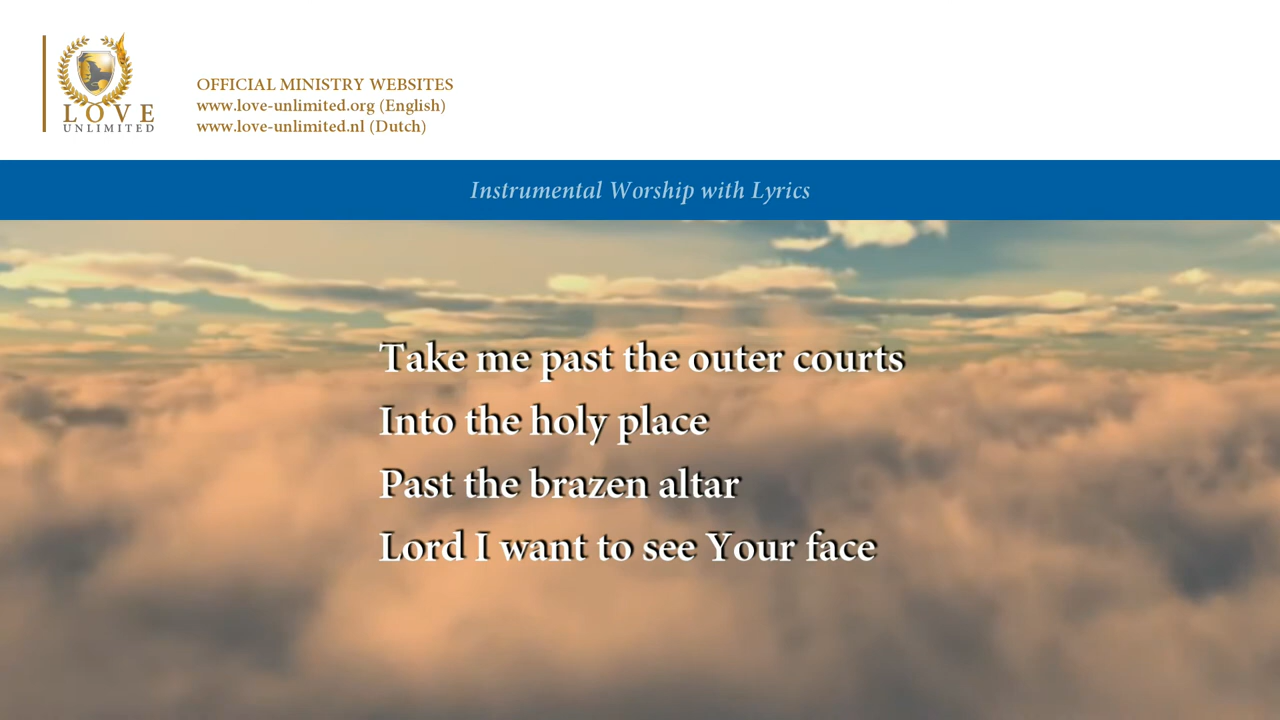 LOVE
UNLIMITED
OFFICIAL MINISTRY WEBSITES
www.love-unlimited.org (English)
www.love-unlimited.nl (Dutch)
Instrumental Worship with Lyrics
Take me past the outer courts
Into the holy place
Past the brazen altar
Lord I want to see Your face